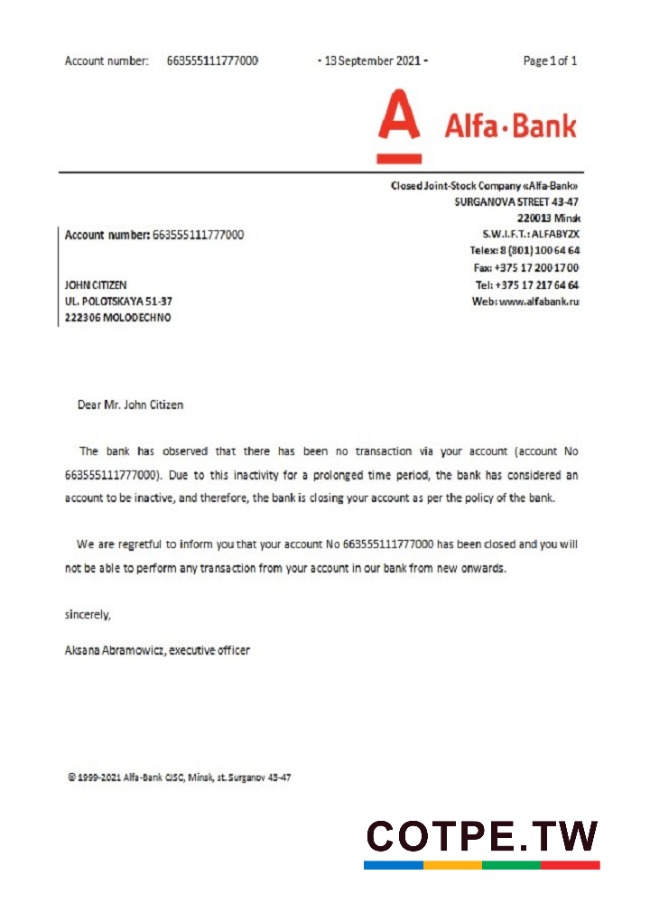 Account number: 663555111777000 - 13 September 2021 - Page 1 of 1
A Alfa·Bank
Closed Joint-Stock Company «Alfa-Bank»
SURGANOVA STREET 43-47
220013 Minsk
Account number: 663555111777000
S.W.I.F.T.: ALFABYZX
Telex: 8 (801) 100 64 64
Fax: +375 17 200 17 00
JOHN CITIZEN
Tel: +375 17 217 64 64
UL. POLOTSKAYA 51-37
Web: www.alfabank.ru
222306 MOLODECHNO
Dear Mr. John Citizen
The bank has observed that there has been no transaction via your account (account No
663555111777000). Due to this inactivity for a prolonged time period, the bank has considered an
account to be inactive, and therefore, the bank is closing your account as per the policy of the bank.
We are regretful to inform you that your account No 663555111777000 has been closed and you will
not be able to perform any transaction from your account in our bank from new onwards.
sincerely,
Aksana Abramowicz, executive officer
© 1999-2021 Alfa-Bank CJSC, Minsk, st. Surganov 43-47
COTPE.TW